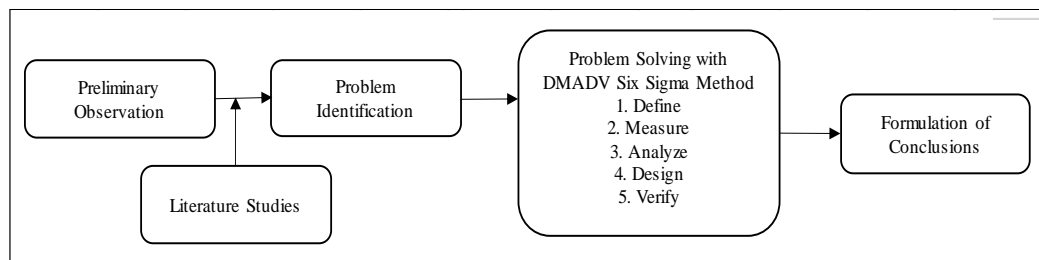 Preliminary
Observation
Literature Studies
Problem
Identification
Problem Solving with
DMADV Six Sigma Method
1. Define
2. Measure
3. Analyze
4. Design
5. Verify
Formulation of
Conclusions